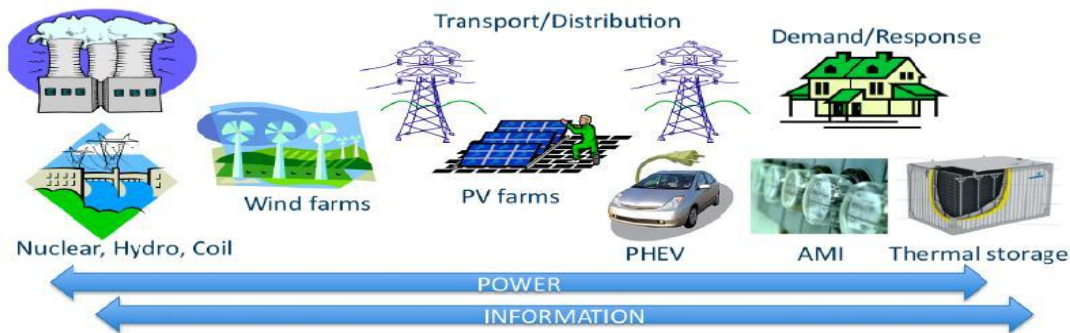 Transport/Distribution
Demand/Response
Wind farms
PV farms
Nuclear, Hydro, Coil
PHEV
AMI
Thermal storage
POWER
INFORMATION